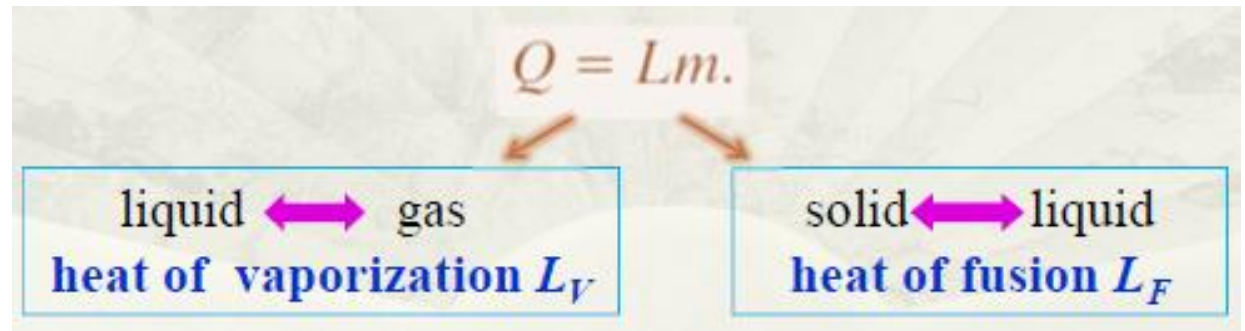 Q = Lm.
liquid gas
heat of vaporization L_V
solid liquid
heat of fusion L_F